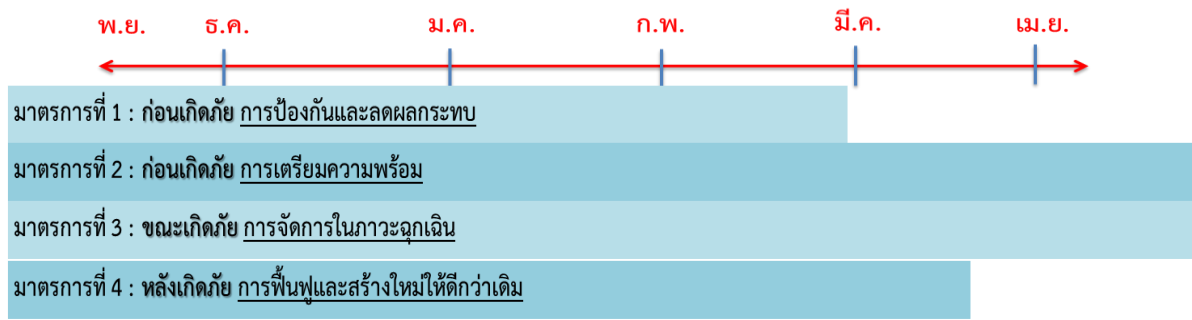 พ.ย. ธ.ค. ม.ค. ก.พ. มี.ค. เม.ย.
มาตรการที่ 1 : ก่อนเกิดภัย การป้องกันและลดผลกระทบ
มาตรการที่ 2 : ก่อนเกิดภัย การเตรียมความพร้อม
มาตรการที่ 3 : ขณะเกิดภัย การจัดการในภาวะฉุกเฉิน
มาตรการที่ 4 : หลังเกิดภัย การฟื้นฟูและสร้างใหม่ให้ดีกว่าเดิม